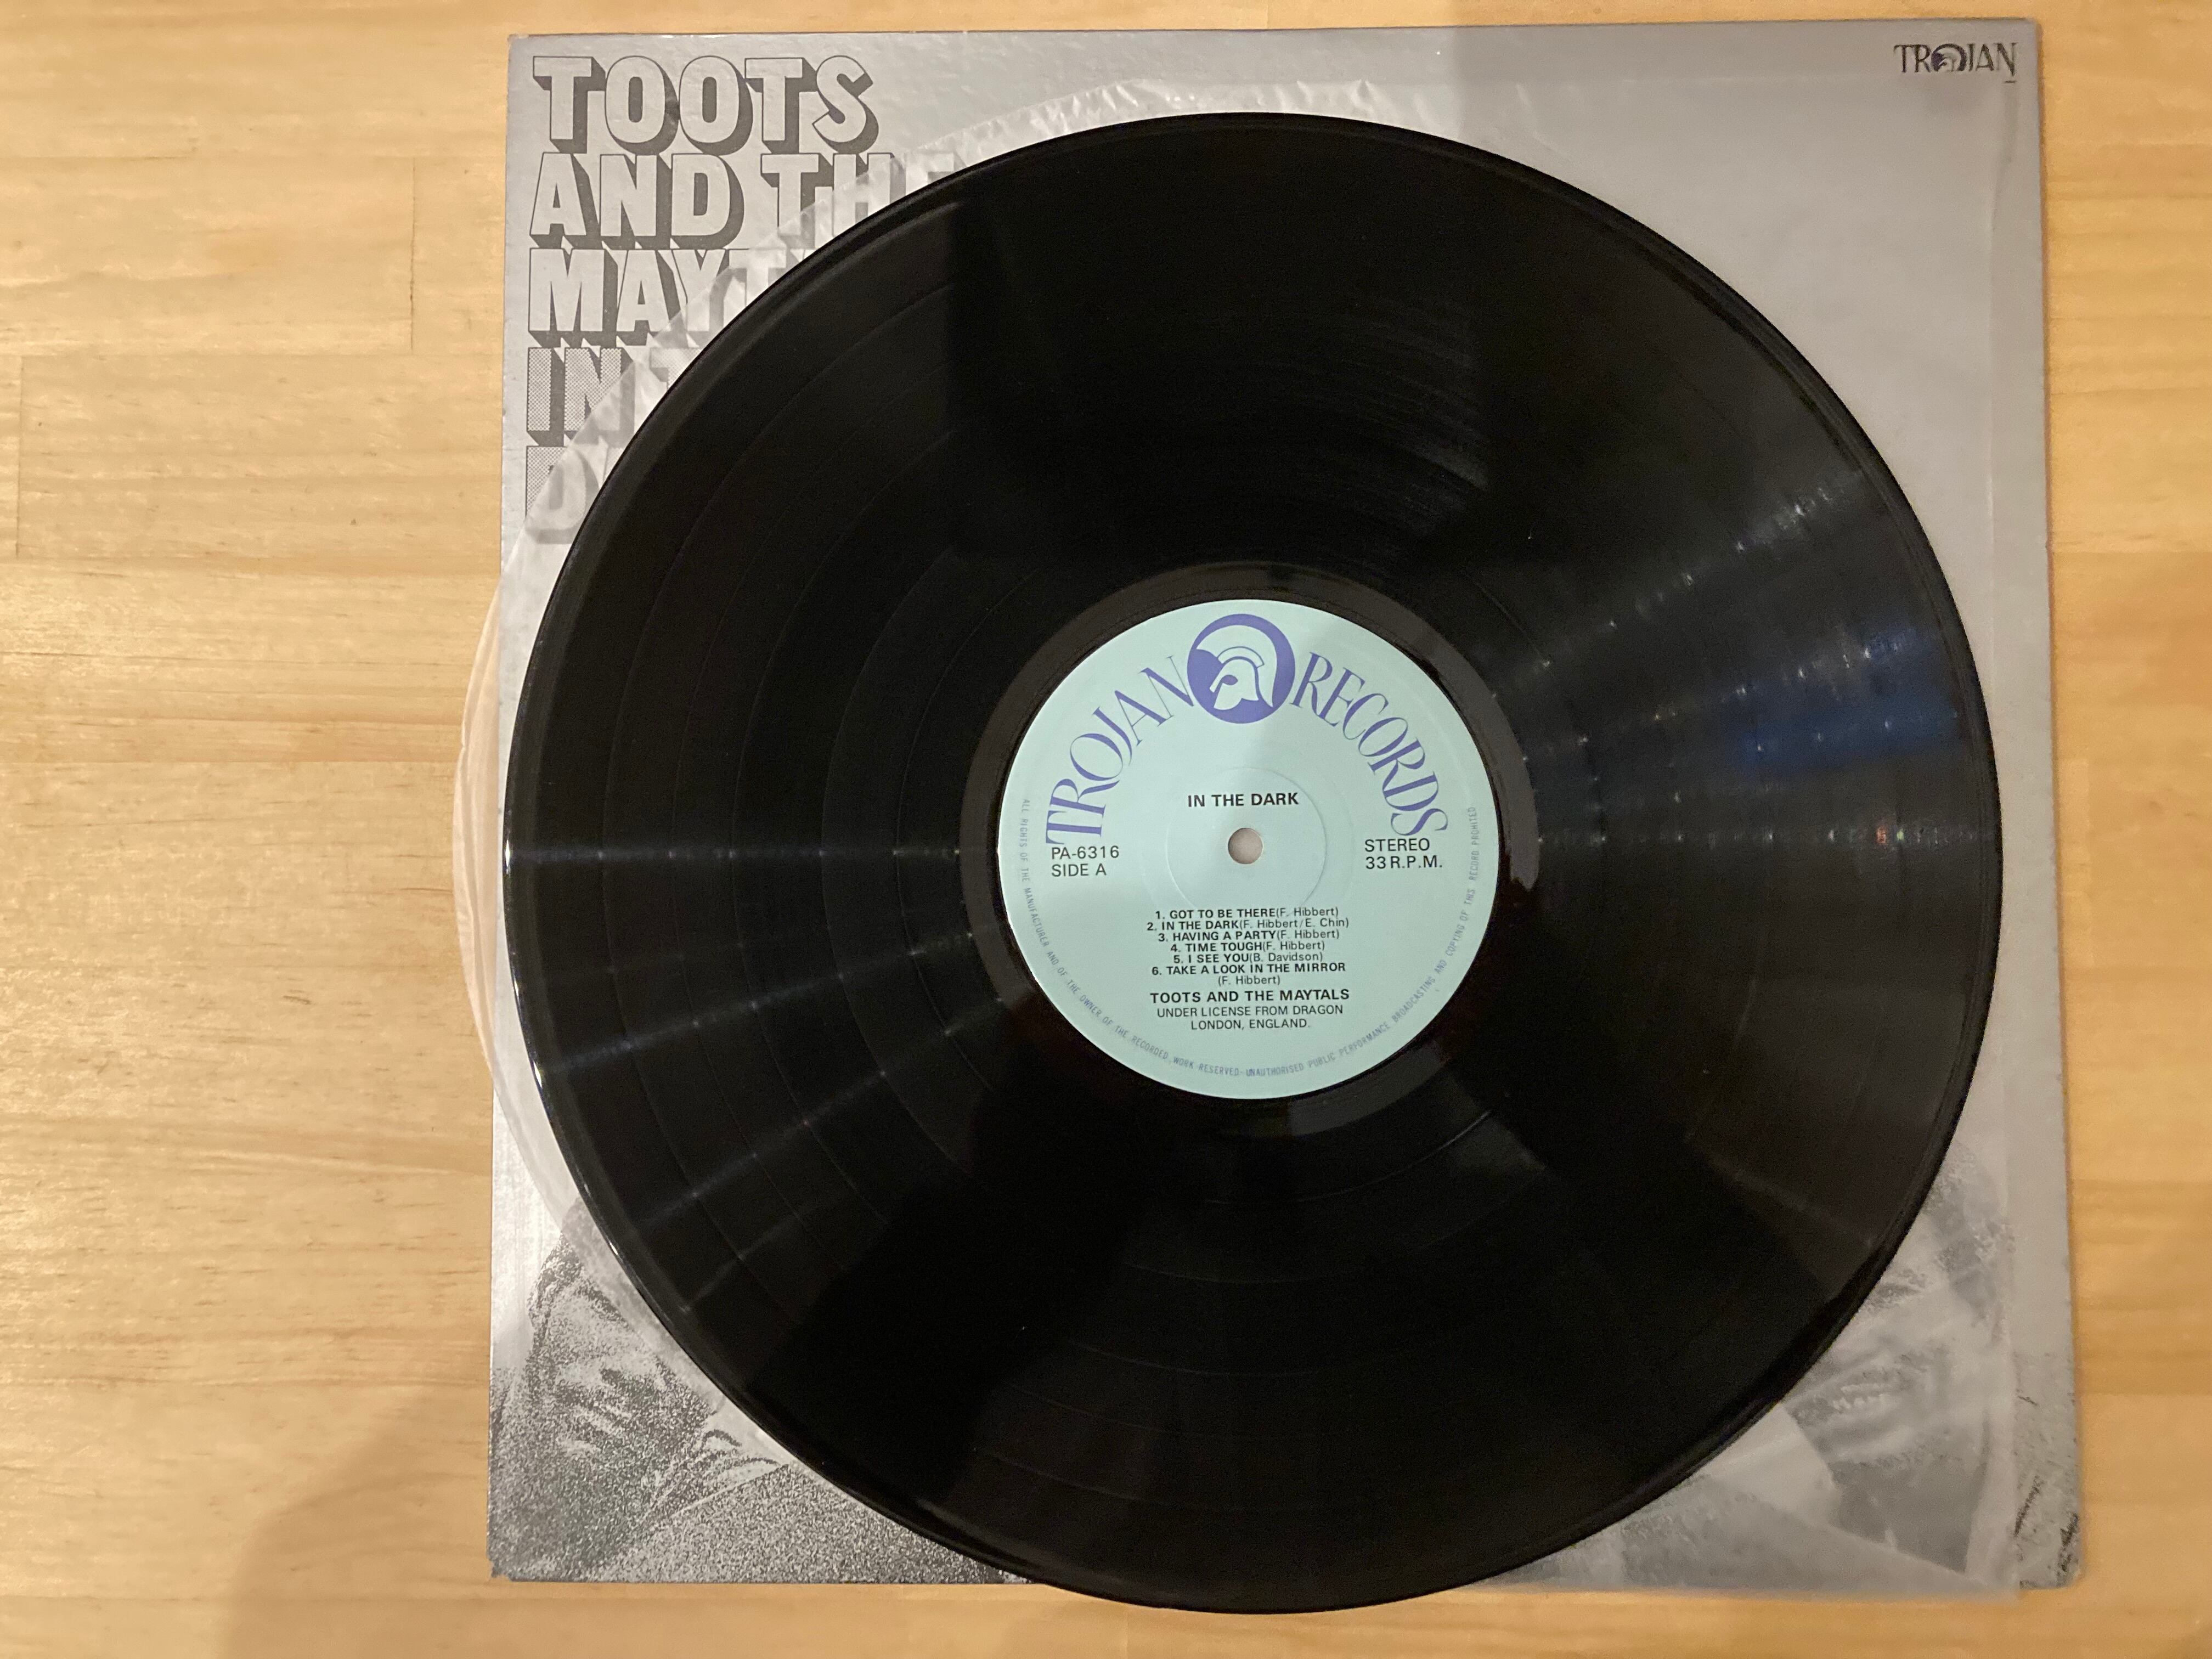 TOOTS
AND THE
MAYT
IN T
D
TROJAN
TROJAN RECORDS
IN THE DARK
PA-6316
SIDE A
STEREO
33 R.P.M.
1. GOT TO BE THERE(F. Hibbert)
2. IN THE DARK(F. Hibbert/E. Chin)
3. HAVING A PARTY(F. Hibbert)
4. TIME TOUGH(F. Hibbert)
5. I SEE YOU(B. Davidson)
6. TAKE A LOOK IN THE MIRROR
(F. Hibbert)
TOOTS AND THE MAYTALS
UNDER LICENSE FROM DRAGON
LONDON, ENGLAND.
ALL RIGHTS OF THE MANUFACTURER AND OF THE OWNER OF THE RECORDED WORK RESERVED-UNAUTHORISED PUBLIC PERFORMANCE BROADCASTING AND COPYING OF THIS RECORD PROHITED